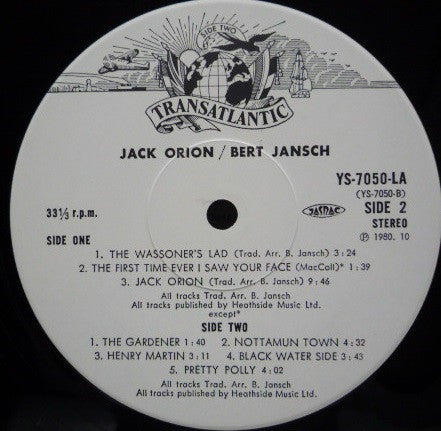 SIDE TWO
TRANSATLANTIC
JACK ORION / BERT JANSCH
YS-7050-LA
(YS-7050-B)
33⅓ r.p.m.
JASRAC
SIDE 2
STEREO
SIDE ONE
Ⓟ 1980. 10
1. THE WASSONER'S LAD (Trad. Arr. B. Jansch) 3:24
2. THE FIRST TIME EVER I SAW YOUR FACE (MacColl)* 1:39
3. JACK ORION (Trad. Arr. B. Jansch) 9:46
All tracks Trad. Arr. B. Jansch
All tracks published by Heathside Music Ltd.
except*
SIDE TWO
1. THE GARDENER 1:40 2. NOTTAMUN TOWN 4:32
3. HENRY MARTIN 3:11 4. BLACK WATER SIDE 3:43
5. PRETTY POLLY 4:02
All tracks Trad. Arr. B. Jansch
All tracks published by Heathside Music Ltd.